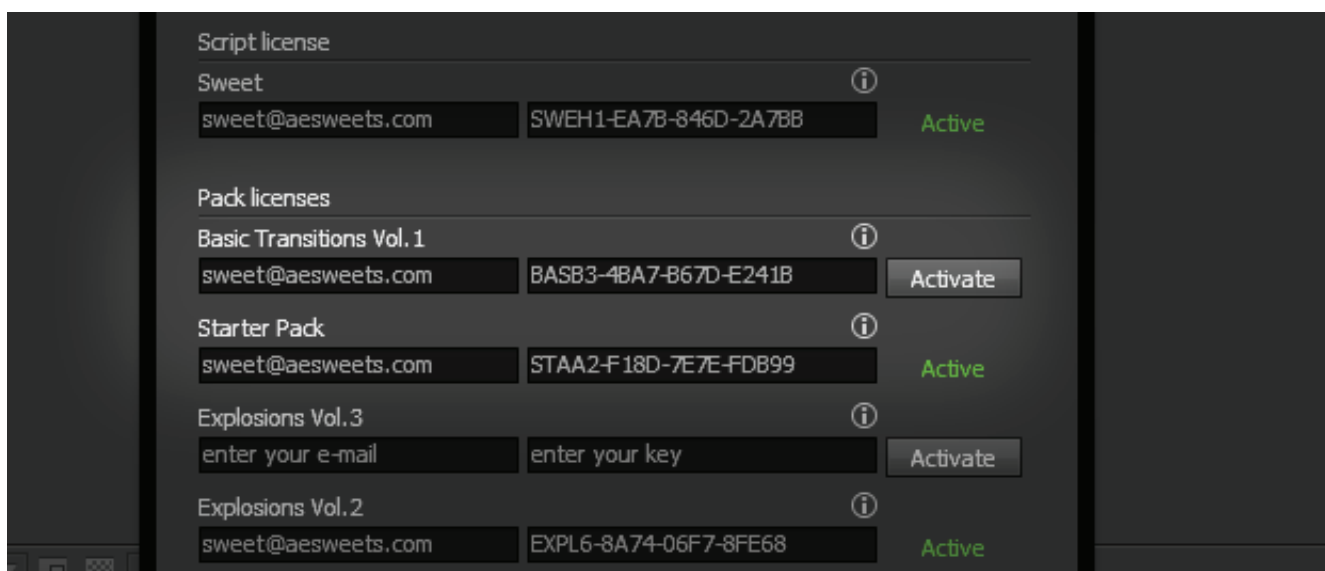 Script license
Sweet
sweet@aesweets.com SWEH1-EA7B-846D-2A7BB Active
Pack licenses
Basic Transitions Vol.1
sweet@aesweets.com BASB3-4BA7-B67D-E241B Activate
Starter Pack
sweet@aesweets.com STAA2-F18D-7E7E-FDB99 Active
Explosions Vol.3
enter your e-mail enter your key Activate
Explosions Vol.2
sweet@aesweets.com EXPL6-8A74-06F7-8FE68 Active